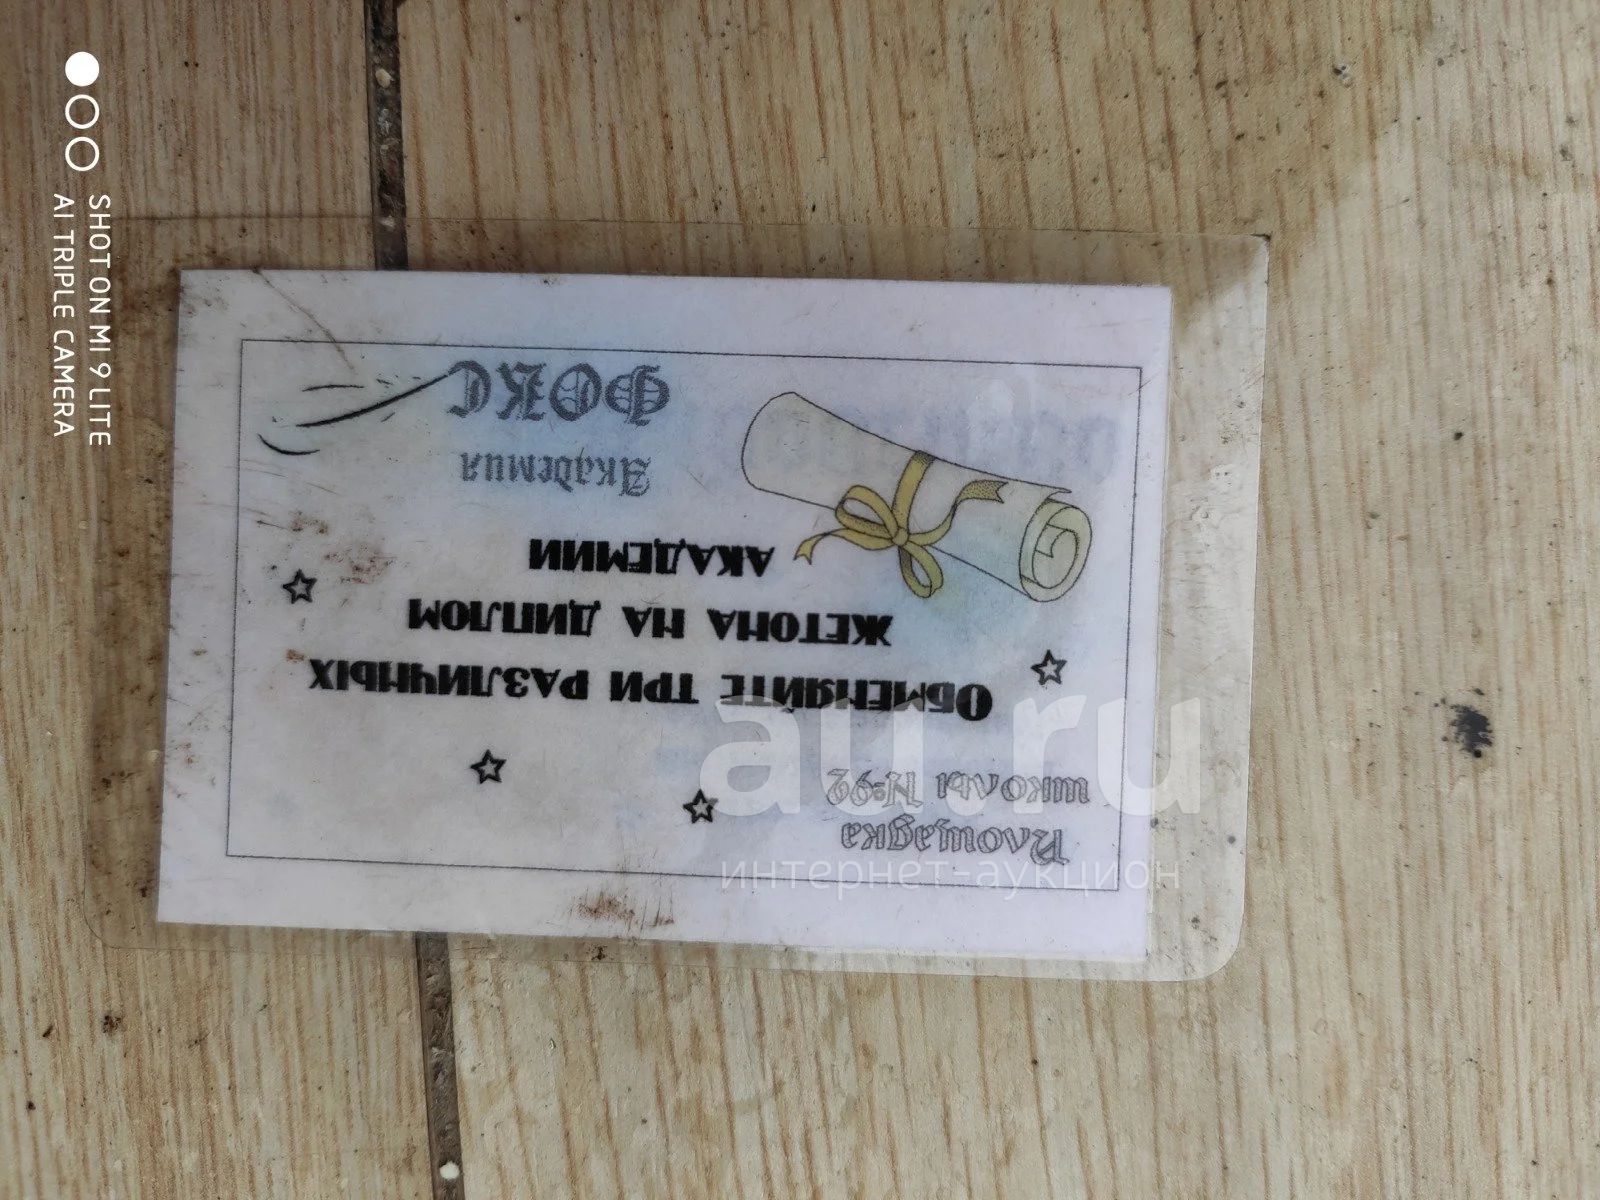 Площадка
школы №92
Обменяйте три различных
жетона на диплом
академии
Академия
ФОКС
au.ru
интернет-аукцион
SHOT ON MI 9 LITE
AI TRIPLE CAMERA